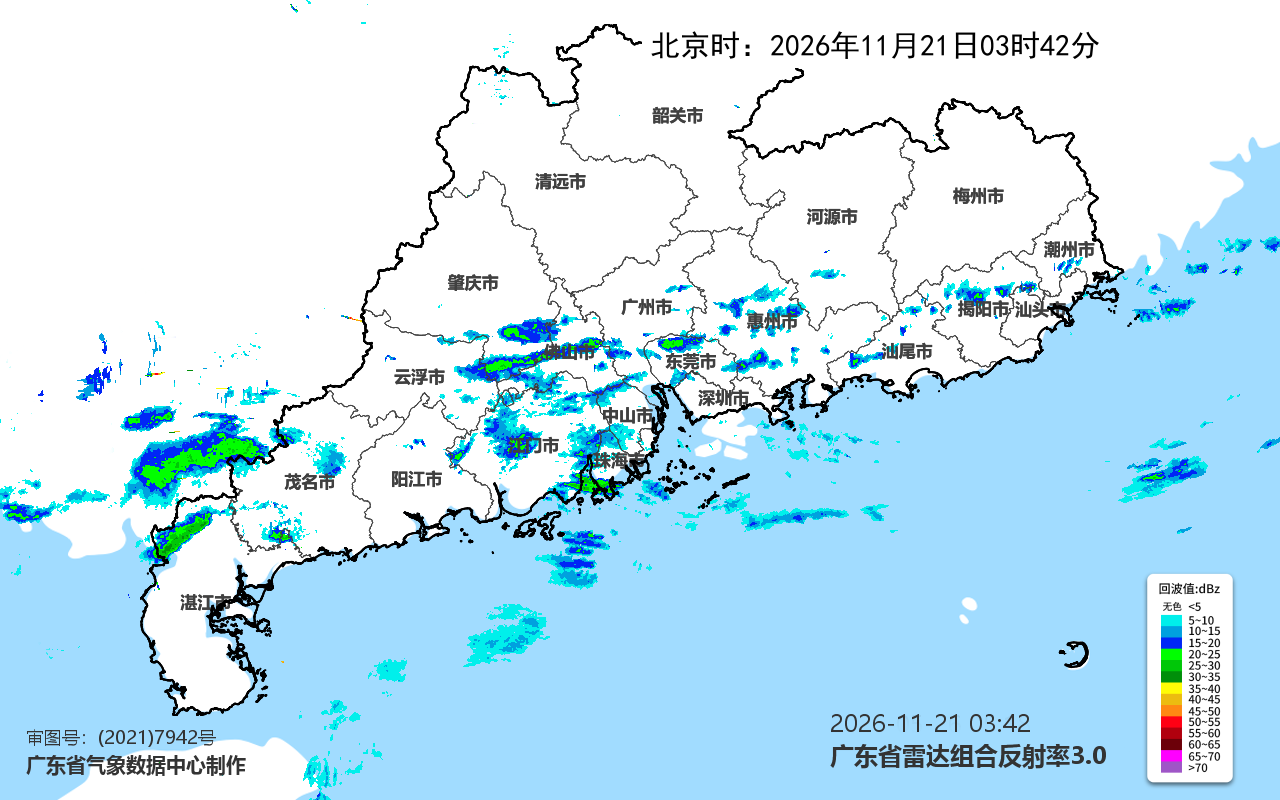 北京时：2026年11月21日03时42分
韶关市
清远市
梅州市
河源市
潮州市
肇庆市
广州市
揭阳市
汕头市
惠州市
佛山市
汕尾市
东莞市
云浮市
深圳市
中山市
江门市
珠海市
阳江市
茂名市
湛江市
回波值:dBz
无色 <5
5~10
10~15
15~20
20~25
25~30
30~35
35~40
40~45
45~50
50~55
55~60
60~65
65~70
>70
2026-11-21 03:42
广东省雷达组合反射率3.0
审图号：(2021)7942号
广东省气象数据中心制作